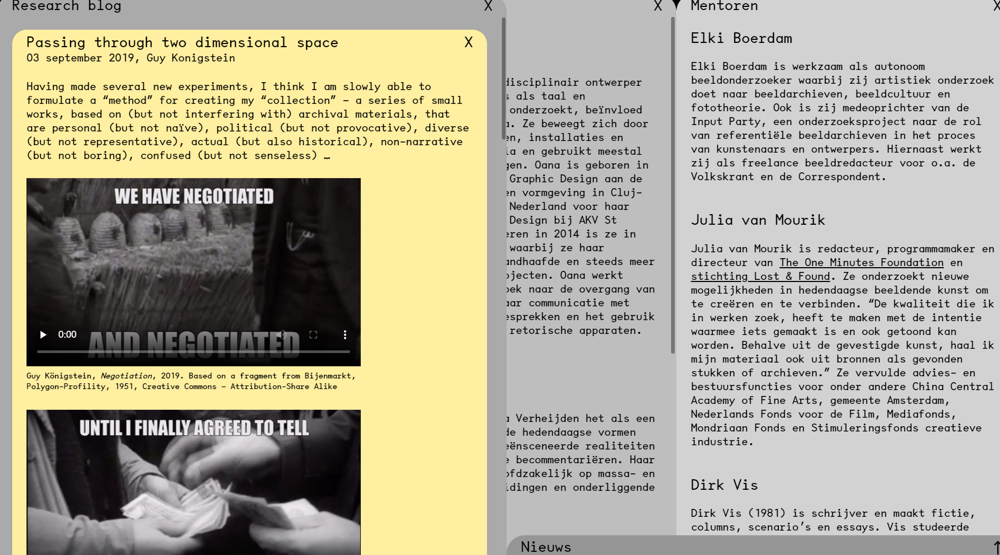 Research blog
X
Passing through two dimensional space
X
03 september 2019, Guy Konigstein
Having made several new experiments, I think I am slowly able to
formulate a “method” for creating my “collection” – a series of small
works, based on (but not interfering with) archival materials, that
are personal (but not naïve), political (but not provocative), diverse
(but not representative), actual (but also historical), non-narrative
(but not boring), confused (but not senseless) …
WE HAVE NEGOTIATED
0:00
AND NEGOTIATED
Guy Königstein, Negotiation, 2019. Based on a fragment from Bijenmarkt,
Polygon-Profility, 1951, Creative Commons – Attribution-Share Alike
UNTIL I FINALLY AGREED TO TELL
X
disciplinair ontwerper
s als taal en
onderzoekt, beïnvloed
. Ze beweegt zich door
en, installaties en
ia en gebruikt meestal
gen. Oana is geboren in
Graphic Design aan de
en vormgeving in Cluj-
Nederland voor haar
Design bij AKV St
eren in 2014 is ze in
waarbij ze haar
andhaafde en steeds meer
ojecten. Oana werkt
oek naar de overgang van
aar communicatie met
esprekken en het gebruik
retorische apparaten.
a Verheijden het als een
de hedendaagse vormen
eënsceneerde realiteiten
e becommentariëren. Haar
ofdzakelijk op massa- en
idingen en onderliggende
Mentoren
X
Elki Boerdam
Elki Boerdam is werkzaam als autonoom
beeldonderzoeker waarbij zij artistiek onderzoek
doet naar beeldarchieven, beeldcultuur en
fototheorie. Ook is zij medeoprichter van de
Input Party, een onderzoeksproject naar de rol
van referentiële beeldarchieven in het proces
van kunstenaars en ontwerpers. Hiernaast werkt
zij als freelance beeldredacteur voor o.a. de
Volkskrant en de Correspondent.
Julia van Mourik
Julia van Mourik is redacteur, programmamaker en
directeur van The One Minutes Foundation en
stichting Lost & Found. Ze onderzoekt nieuwe
mogelijkheden in hedendaagse beeldende kunst om
te creëren en te verbinden. “De kwaliteit die ik
in werken zoek, heeft te maken met de intentie
waarmee iets gemaakt is en ook getoond kan
worden. Behalve uit de gevestigde kunst, haal ik
mijn materiaal ook uit bronnen als gevonden
stukken of archieven.” Ze vervulde advies- en
bestuursfuncties voor onder andere China Central
Academy of Fine Arts, gemeente Amsterdam,
Nederlands Fonds voor de Film, Mediafonds,
Mondriaan Fonds en Stimuleringsfonds creatieve
industrie.
Dirk Vis
Dirk Vis (1981) is schrijver en maakt fictie,
columns, scenario’s en essays. Vis studeerde
Nieuws
↑